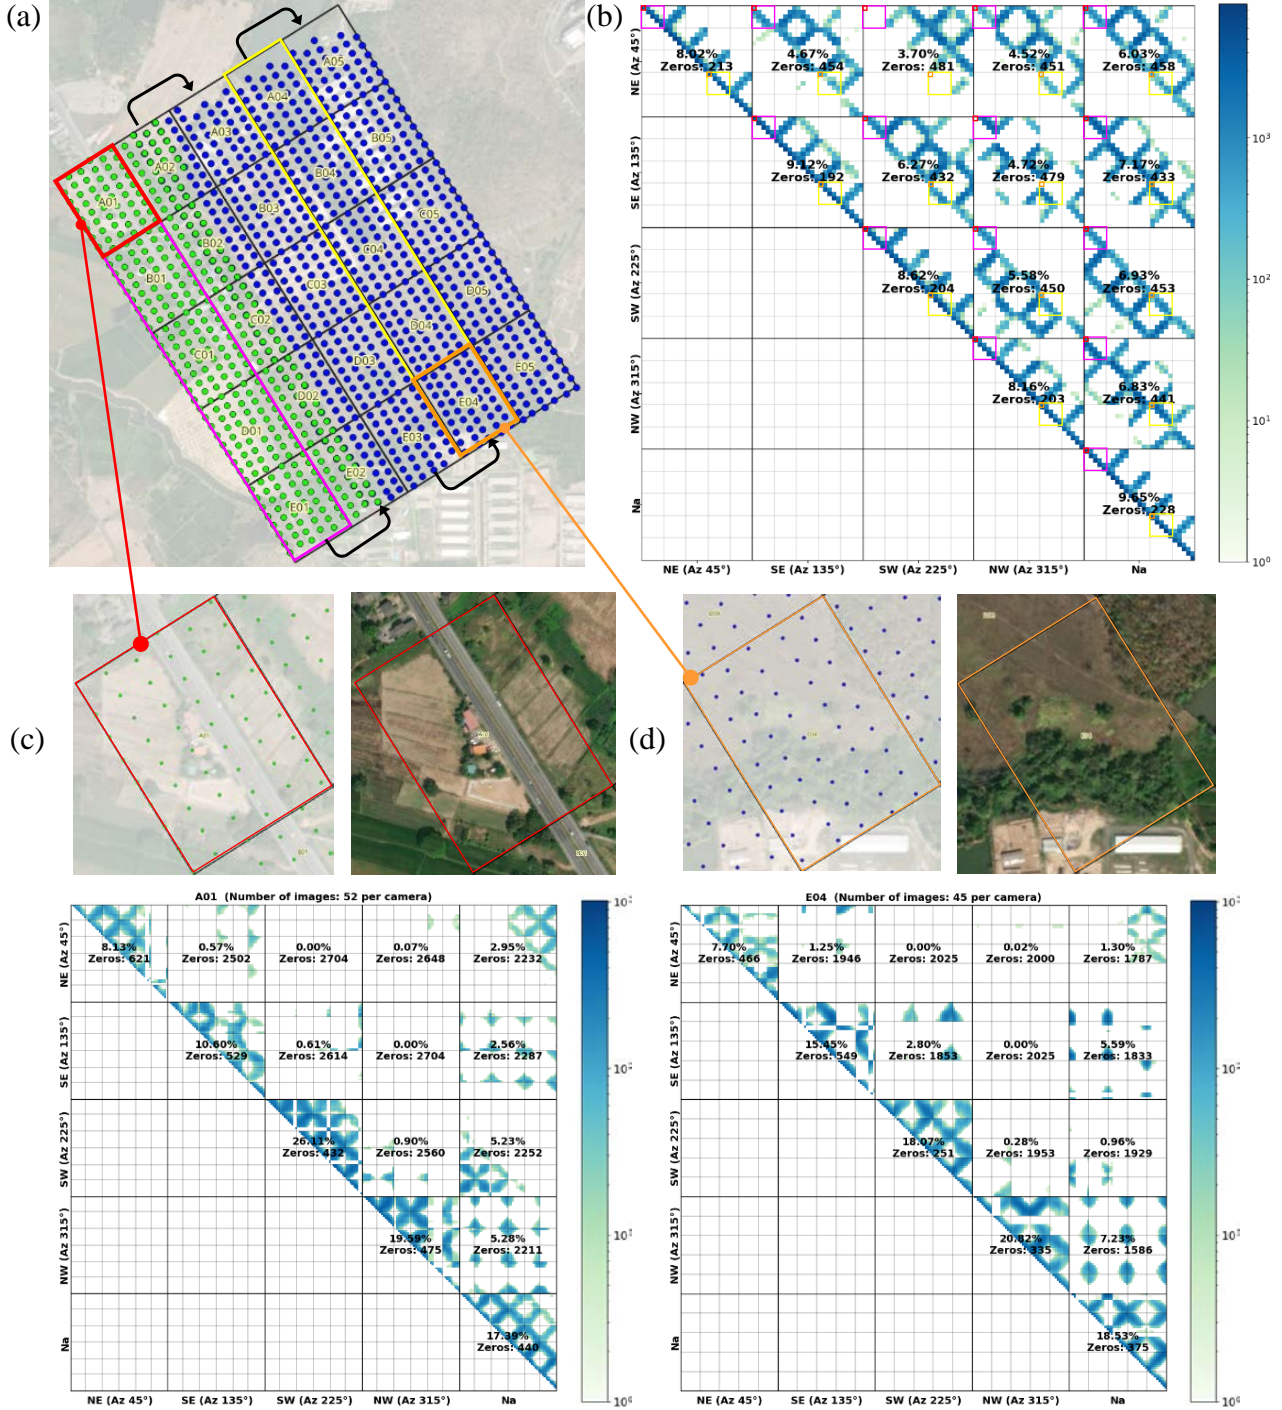 (a)
A05
A04
A03
B05
A02
B04
A01
B03
C05
B02
C04
B01
C03
D05
C02
D04
C01
D03
E05
D02
E04
D01
E03
E02
E01
(b)
NE (Az 45°)
SE (Az 135°)
SW (Az 225°)
NW (Az 315°)
Na
8.02% 4.67% 3.70% 4.52% 6.03%
Zeros: 213 Zeros: 454 Zeros: 481 Zeros: 451 Zeros: 458
9.12% 6.27% 4.72% 7.17%
Zeros: 192 Zeros: 432 Zeros: 479 Zeros: 433
8.62% 5.58% 6.93%
Zeros: 204 Zeros: 450 Zeros: 453
8.16% 6.83%
Zeros: 203 Zeros: 441
9.65%
Zeros: 228
NE (Az 45°) SE (Az 135°) SW (Az 225°) NW (Az 315°) Na
10³
10²
10¹
10⁰
(c)
A01
B01
(d)
A01 (Number of images: 52 per camera)
NE (Az 45°)
SE (Az 135°)
SW (Az 225°)
NW (Az 315°)
Na
8.13% 0.57% 0.00% 0.07% 2.95%
Zeros: 621 Zeros: 2502 Zeros: 2704 Zeros: 2648 Zeros: 2232
10.60% 0.61% 0.00% 2.56%
Zeros: 529 Zeros: 2614 Zeros: 2704 Zeros: 2287
26.11% 0.90% 5.23%
Zeros: 432 Zeros: 2560 Zeros: 2252
19.59% 5.28%
Zeros: 475 Zeros: 2211
17.39%
Zeros: 440
NE (Az 45°) SE (Az 135°) SW (Az 225°) NW (Az 315°) Na
10²
10¹
10⁰
E04 (Number of images: 45 per camera)
NE (Az 45°)
SE (Az 135°)
SW (Az 225°)
NW (Az 315°)
Na
7.70% 1.25% 0.00% 0.02% 1.30%
Zeros: 466 Zeros: 1946 Zeros: 2025 Zeros: 2000 Zeros: 1787
15.45% 2.80% 0.00% 5.59%
Zeros: 549 Zeros: 1853 Zeros: 2025 Zeros: 1833
18.07% 0.28% 0.96%
Zeros: 251 Zeros: 1953 Zeros: 1929
20.82% 7.23%
Zeros: 335 Zeros: 1586
18.53%
Zeros: 375
NE (Az 45°) SE (Az 135°) SW (Az 225°) NW (Az 315°) Na
10²
10¹
10⁰